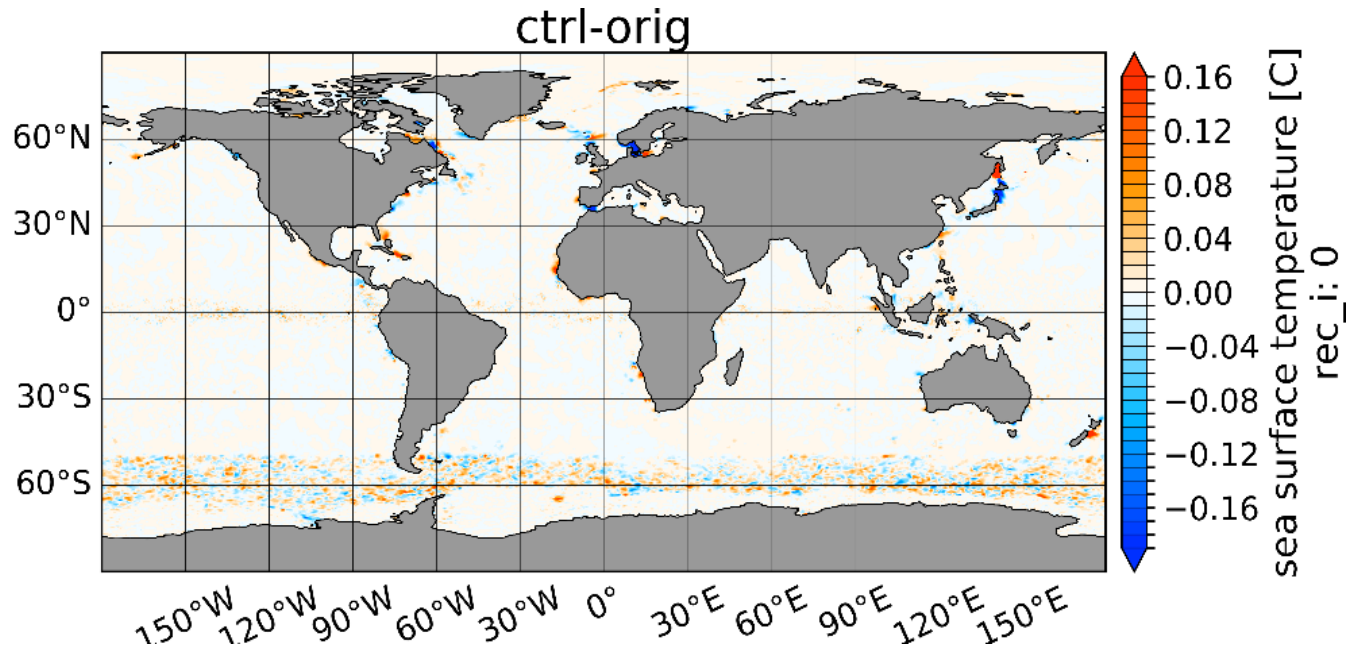 ctrl-orig
60°N
30°N
0°
30°S
60°S
150°W
120°W
90°W
60°W
30°W
0°
30°E
60°E
90°E
120°E
150°E
0.16
0.12
0.08
0.04
0.00
−0.04
−0.08
−0.12
−0.16
sea surface temperature [C]
rec_i: 0